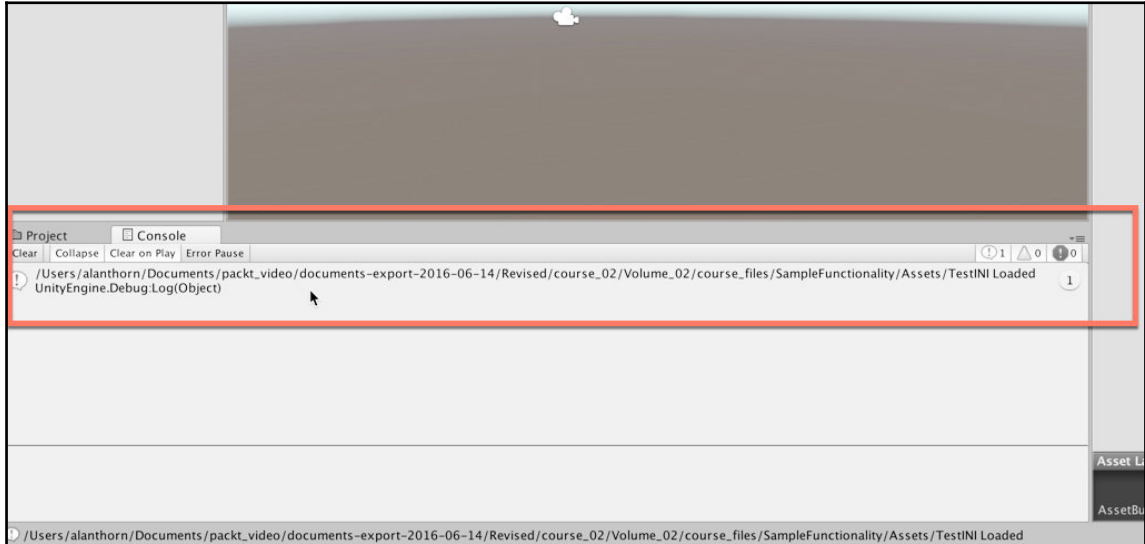 Project Console
Clear Collapse Clear on Play Error Pause 1 0 0
/Users/alanthorn/Documents/packt_video/documents-export-2016-06-14/Revised/course_02/Volume_02/course_files/SampleFunctionality/Assets/TestINI Loaded 1
UnityEngine.Debug:Log(Object)
Asset La
AssetBu
/Users/alanthorn/Documents/packt_video/documents-export-2016-06-14/Revised/course_02/Volume_02/course_files/SampleFunctionality/Assets/TestINI Loaded